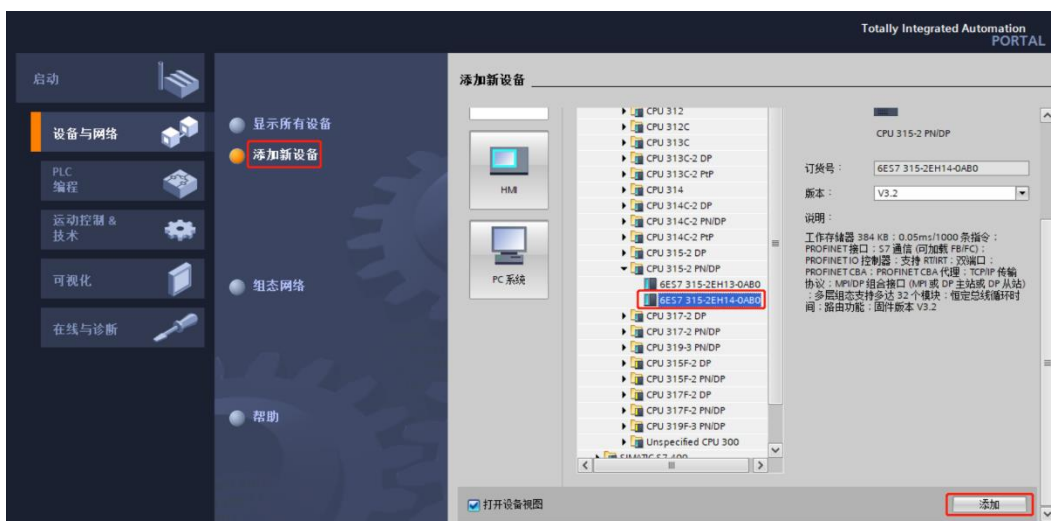 Totally Integrated Automation
PORTAL
启动
设备与网络
PLC
编程
运动控制 &
技术
可视化
在线与诊断
显示所有设备
添加新设备
组态网络
帮助
添加新设备
HMI
PC 系统
CPU 312
CPU 312C
CPU 313C
CPU 313C-2 DP
CPU 313C-2 PtP
CPU 314
CPU 314C-2 DP
CPU 314C-2 PN/DP
CPU 314C-2 PtP
CPU 315-2 DP
CPU 315-2 PN/DP
6ES7 315-2EH13-0AB0
6ES7 315-2EH14-0AB0
CPU 317-2 DP
CPU 317-2 PN/DP
CPU 319-3 PN/DP
CPU 315F-2 DP
CPU 315F-2 PN/DP
CPU 317F-2 DP
CPU 317F-2 PN/DP
CPU 319F-3 PN/DP
Unspecified CPU 300
SIMATIC S7-400
CPU 315-2 PN/DP
订货号：
6ES7 315-2EH14-0AB0
版本：
V3.2
说明：
工作存储器 384 KB；0.05ms/1000 条指令；
PROFINET 接口；S7 通信 (可加载 FB/FC)；
PROFINET IO 控制器；支持 RT/IRT；双端口；
PROFINET CBA；PROFINET CBA 代理；TCP/IP 传输
协议；MPI/DP 组合接口 (MPI 或 DP 主站或 DP 从站)
；多层组态支持多达 32 个模块；恒定总线循环时
间；路由功能；固件版本 V3.2
打开设备视图
添加